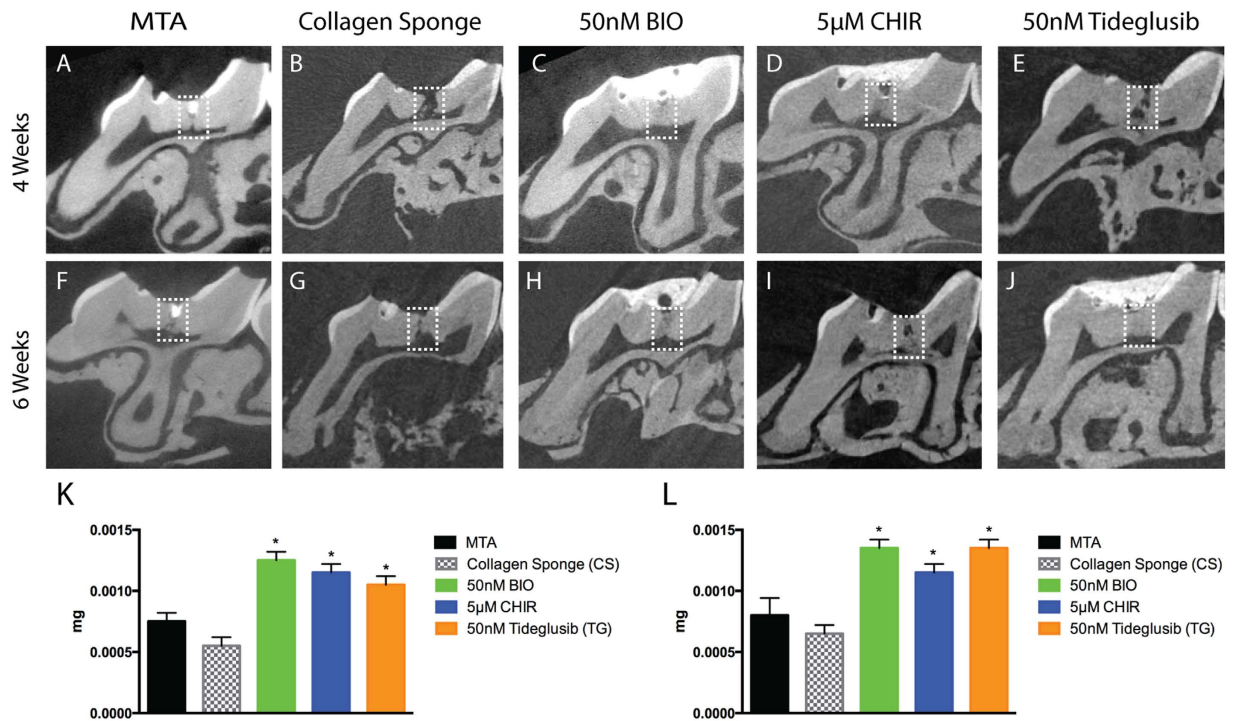 MTA Collagen Sponge 50nM BIO 5µM CHIR 50nM Tideglusib
4 Weeks
A B C D E
6 Weeks
F G H I J
K
0.0015
0.0010
0.0005
0.0000
mg
* * *
MTA
Collagen Sponge (CS)
50nM BIO
5µM CHIR
50nM Tideglusib (TG)
L
0.0015
0.0010
0.0005
0.0000
mg
* * *
MTA
Collagen Sponge (CS)
50nM BIO
5µM CHIR
50nM Tideglusib (TG)